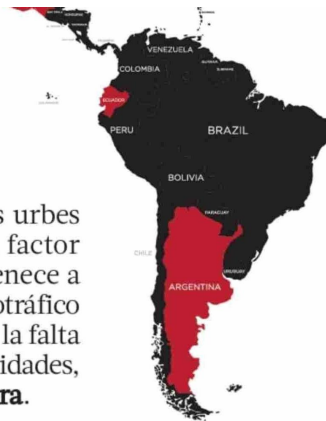 VENEZUELA
GUYANA
SURINAME
COLOMBIA
ECUADOR
PERU
BRAZIL
BOLIVIA
PARAGUAY
CHILE
URUGUAY
ARGENTINA
s urbes
factor
enece a
otráfico
la falta
idades,
ra.